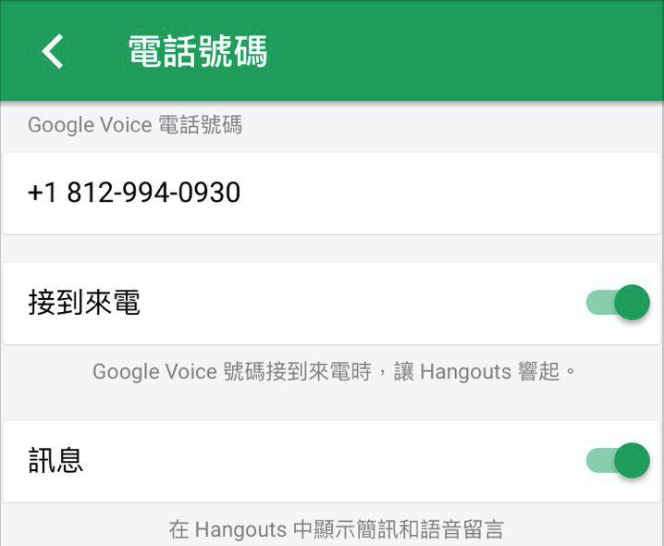 電話號碼
Google Voice 電話號碼
+1 812-994-0930
接到來電
Google Voice 號碼接到來電時，讓 Hangouts 響起。
訊息
在 Hangouts 中顯示簡訊和語音留言